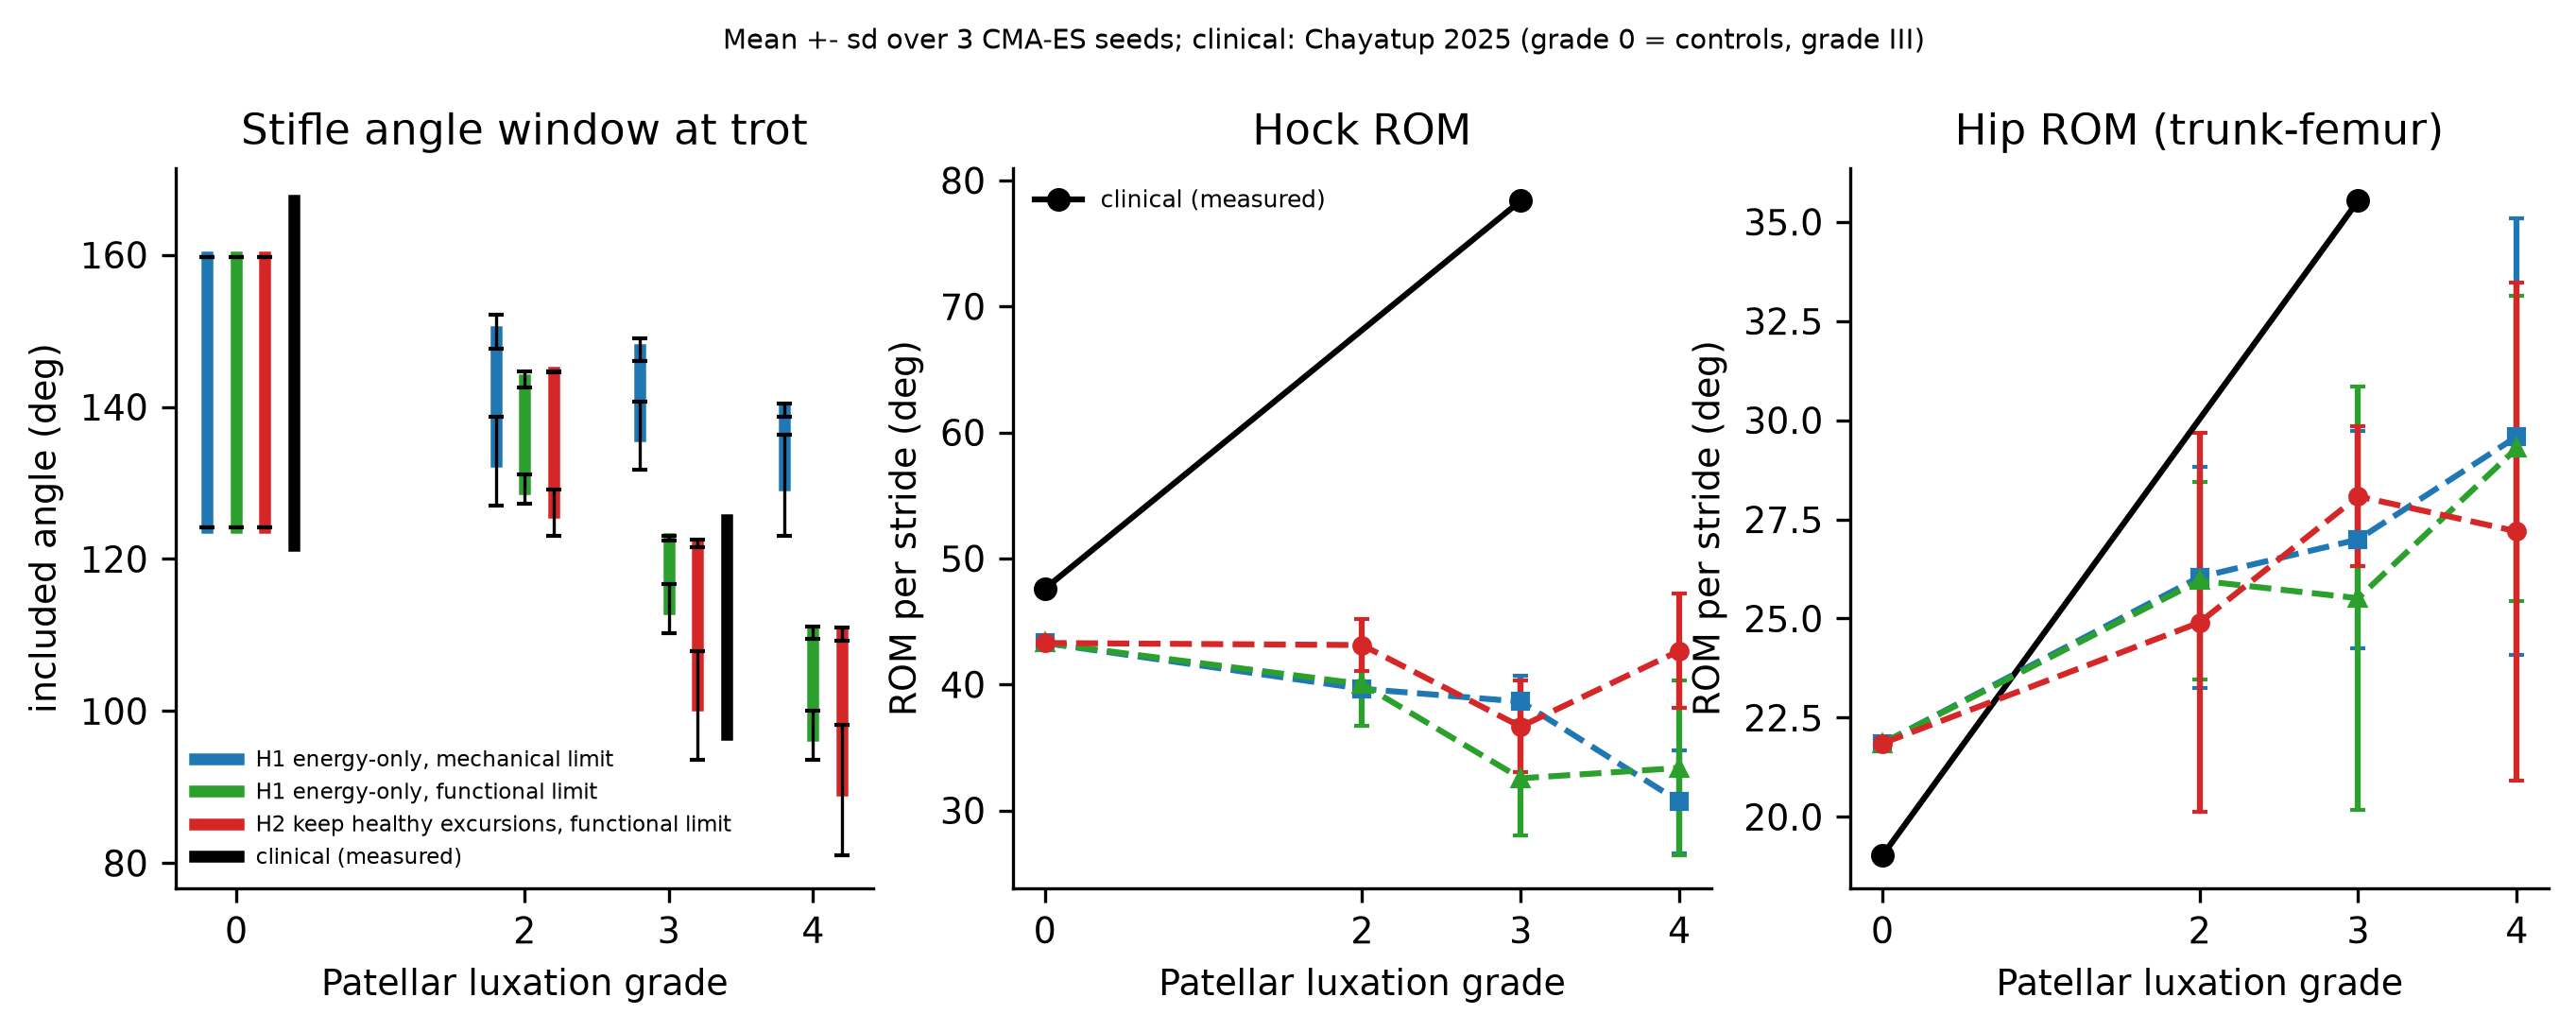 Mean +- sd over 3 CMA-ES seeds; clinical: Chayatup 2025 (grade 0 = controls, grade III)
Stifle angle window at trot
included angle (deg)
160
140
120
100
80
H1 energy-only, mechanical limit
H1 energy-only, functional limit
H2 keep healthy excursions, functional limit
clinical (measured)
0
2
3
4
Patellar luxation grade
Hock ROM
ROM per stride (deg)
80
70
60
50
40
30
clinical (measured)
0
2
3
4
Patellar luxation grade
Hip ROM (trunk-femur)
ROM per stride (deg)
35.0
32.5
30.0
27.5
25.0
22.5
20.0
0
2
3
4
Patellar luxation grade